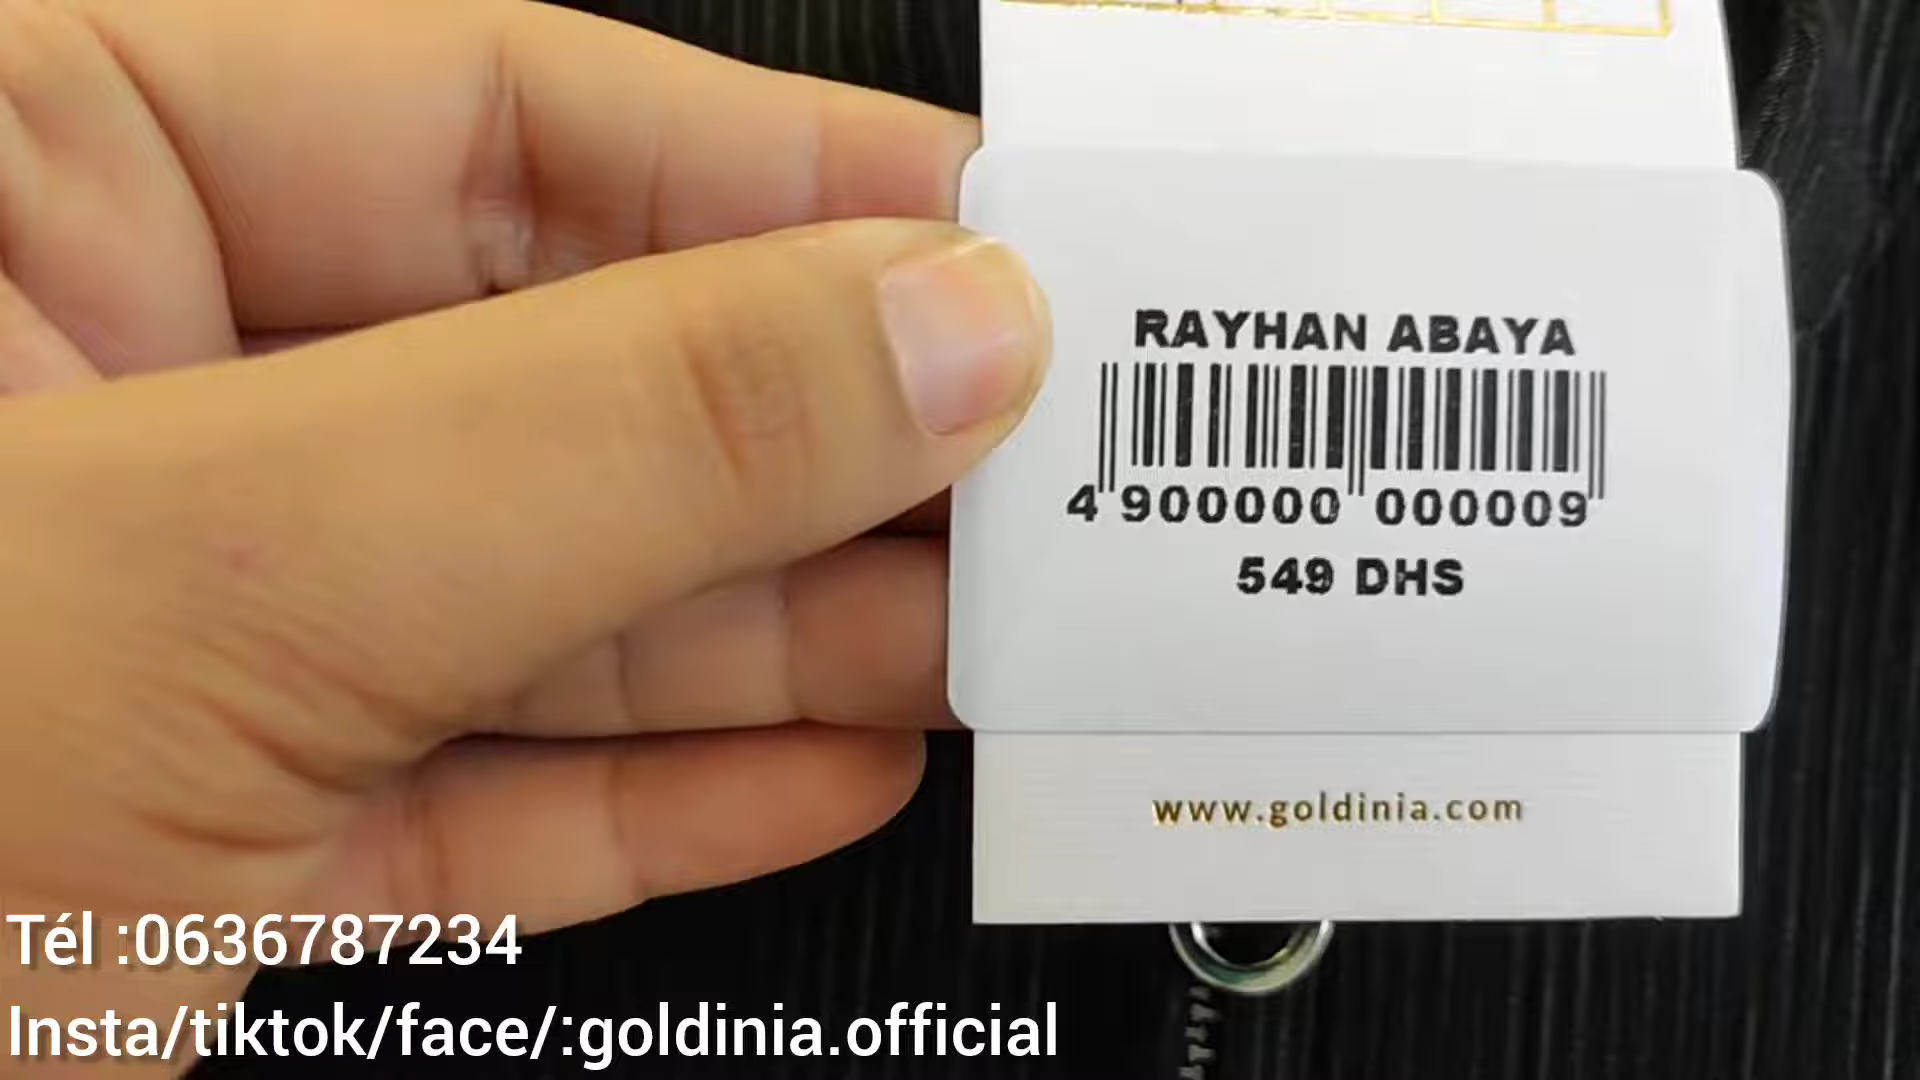 RAYHAN ABAYA
4 900000 000009
549 DHS
www.goldinia.com
Tél :0636787234
Insta/tiktok/face/:goldinia.official